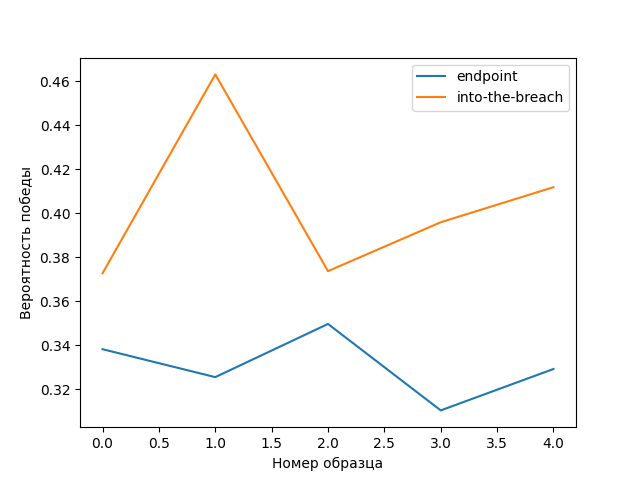 endpoint
into-the-breach
0.46
0.44
0.42
0.40
0.38
0.36
0.34
0.32
Вероятность победы
0.0 0.5 1.0 1.5 2.0 2.5 3.0 3.5 4.0
Номер образца